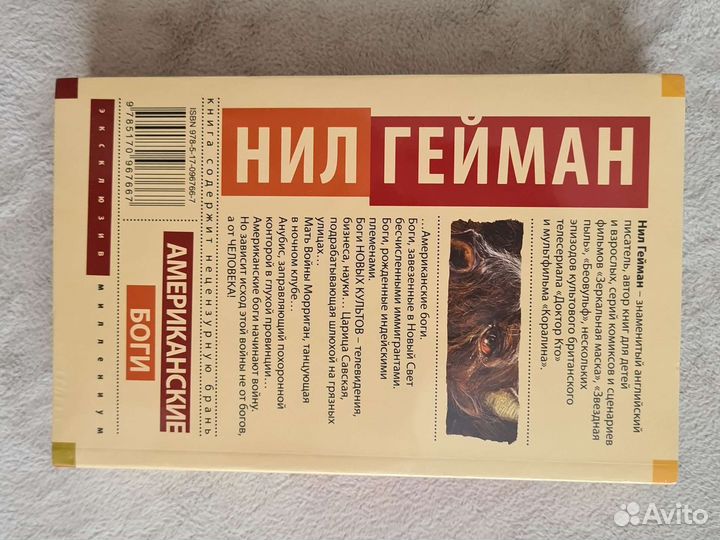 НИЛ ГЕЙМАН
Нил Гейман – знаменитый английский
писатель, автор книг для детей
и взрослых, серий комиксов и сценариев
фильмов «Зеркальная маска», «Звездная
пыль», «Беовульф», нескольких
эпизодов культового британского
телесериала «Доктор Кто»
и мультфильма «Коралина».
…Американские боги.
Боги, завезенные в Новый Свет
бесчисленными иммигрантами.
Боги, рожденные индейскими
племенами.
Боги НОВЫХ КУЛЬТОВ – телевидения,
бизнеса, науки… Царица Савская,
подрабатывающая шлюхой на грязных
улицах…
Мать Войны Морриган, танцующая
в ночном клубе.
Анубис, заправляющий похоронной
конторой в глухой провинции…
Американские боги начинают войну.
Но зависит исход этой войны не от богов,
а от ЧЕЛОВЕКА!
книга содержит нецензурную брань
ISBN 978-5-17-096766-7
9 785170 967667
АМЕРИКАНСКИЕ
БОГИ
ЭКСКЛЮЗИВ МИЛЛЕНИУМ
Avito